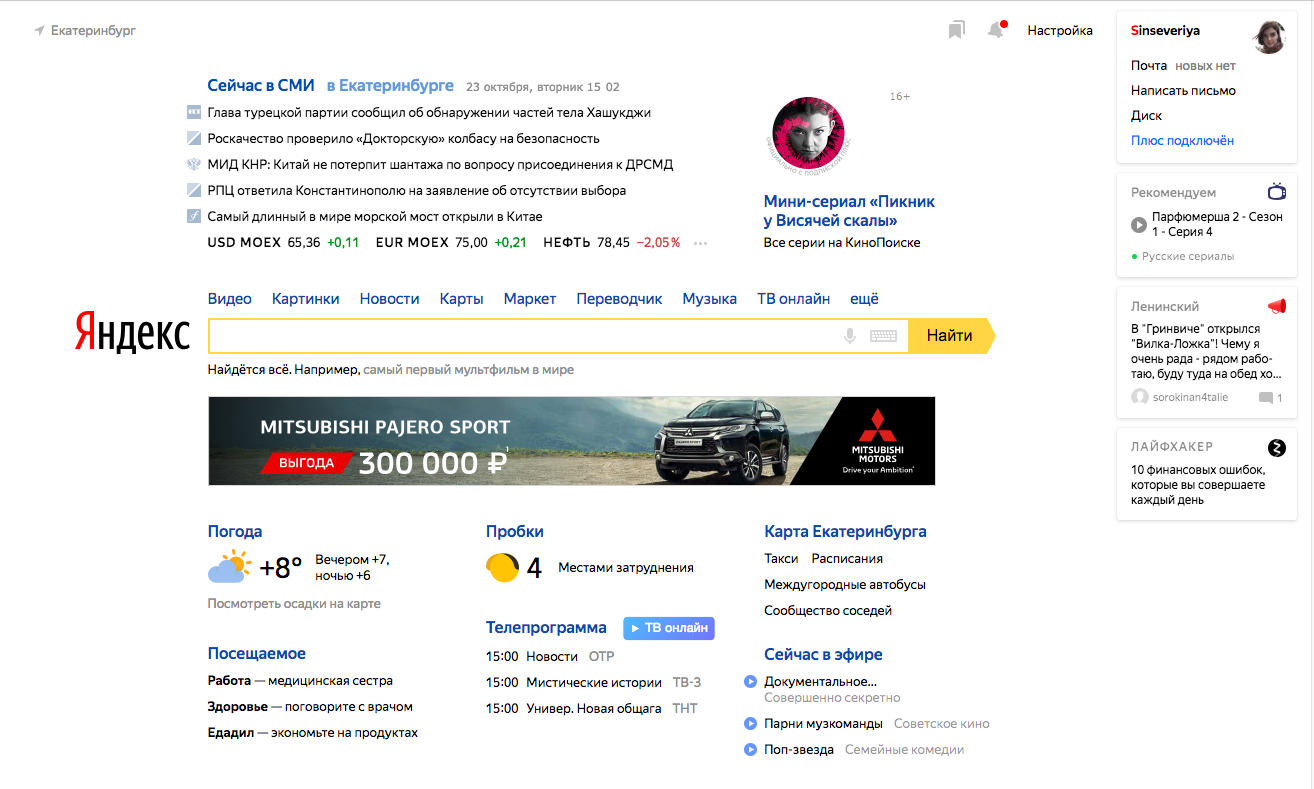 Екатеринбург
Настройка
Sinseveriya
Почта новых нет
Написать письмо
Диск
Плюс подключён
Сейчас в СМИ в Екатеринбурге 23 октября, вторник 15 02
Глава турецкой партии сообщил об обнаружении частей тела Хашукджи
Роскачество проверило «Докторскую» колбасу на безопасность
МИД КНР: Китай не потерпит шантажа по вопросу присоединения к ДРСМД
РПЦ ответила Константинополю на заявление об отсутствии выбора
Самый длинный в мире морской мост открыли в Китае
USD MOEX 65,36 +0,11 EUR MOEX 75,00 +0,21 НЕФТЬ 78,45 −2,05% ...
16+
ОФИЦИАЛЬНО С ПОДПИСКОЙ ПЛЮС
Мини-сериал «Пикник
у Висячей скалы»
Все серии на КиноПоиске
Рекомендуем
Парфюмерша 2 - Сезон
1 - Серия 4
Русские сериалы
Видео Картинки Новости Карты Маркет Переводчик Музыка ТВ онлайн ещё
Яндекс
Найти
Найдётся всё. Например, самый первый мультфильм в мире
Ленинский
В "Гринвиче" открылся
"Вилка-Ложка"! Чему я
очень рада - рядом рабо-
таю, буду туда на обед хо...
sorokinan4talie 1
MITSUBISHI PAJERO SPORT
ВЫГОДА 300 000 ₽¹
MITSUBISHI
MOTORS
Drive your Ambition*
ЛАЙФХАКЕР
10 финансовых ошибок,
которые вы совершаете
каждый день
Погода
+8°
Вечером +7,
ночью +6
Посмотреть осадки на карте
Пробки
4 Местами затруднения
Карта Екатеринбурга
Такси Расписания
Междугородные автобусы
Сообщество соседей
Посещаемое
Работа — медицинская сестра
Здоровье — поговорите с врачом
Едадил — экономьте на продуктах
Телепрограмма ТВ онлайн
15:00 Новости ОТР
15:00 Мистические истории ТВ-3
15:00 Универ. Новая общага ТНТ
Сейчас в эфире
Документальное...
Совершенно секретно
Парни музкоманды Советское кино
Поп-звезда Семейные комедии